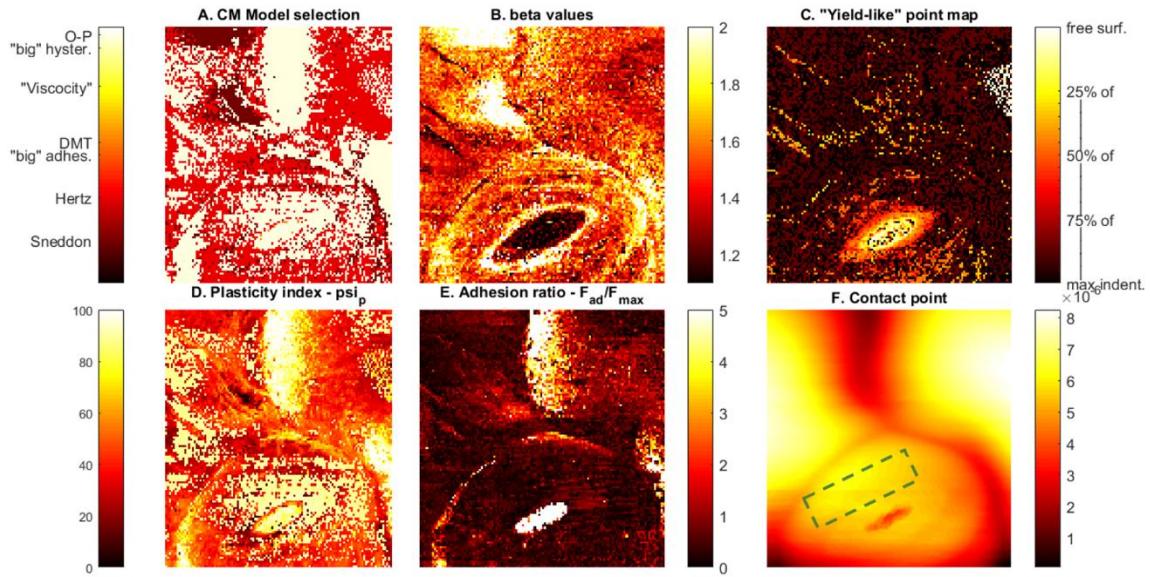 A. CM Model selection
O-P
"big" hyster.
"Viscocity"
DMT
"big" adhes.
Hertz
Sneddon
B. beta values
2
1.8
1.6
1.4
1.2
C. "Yield-like" point map
free surf.
25% of
50% of
75% of
max indent.
D. Plasticity index - psi_p
100
80
60
40
20
0
E. Adhesion ratio - F_ad/F_max
5
4
3
2
1
0
F. Contact point
×10^-6
8
7
6
5
4
3
2
1